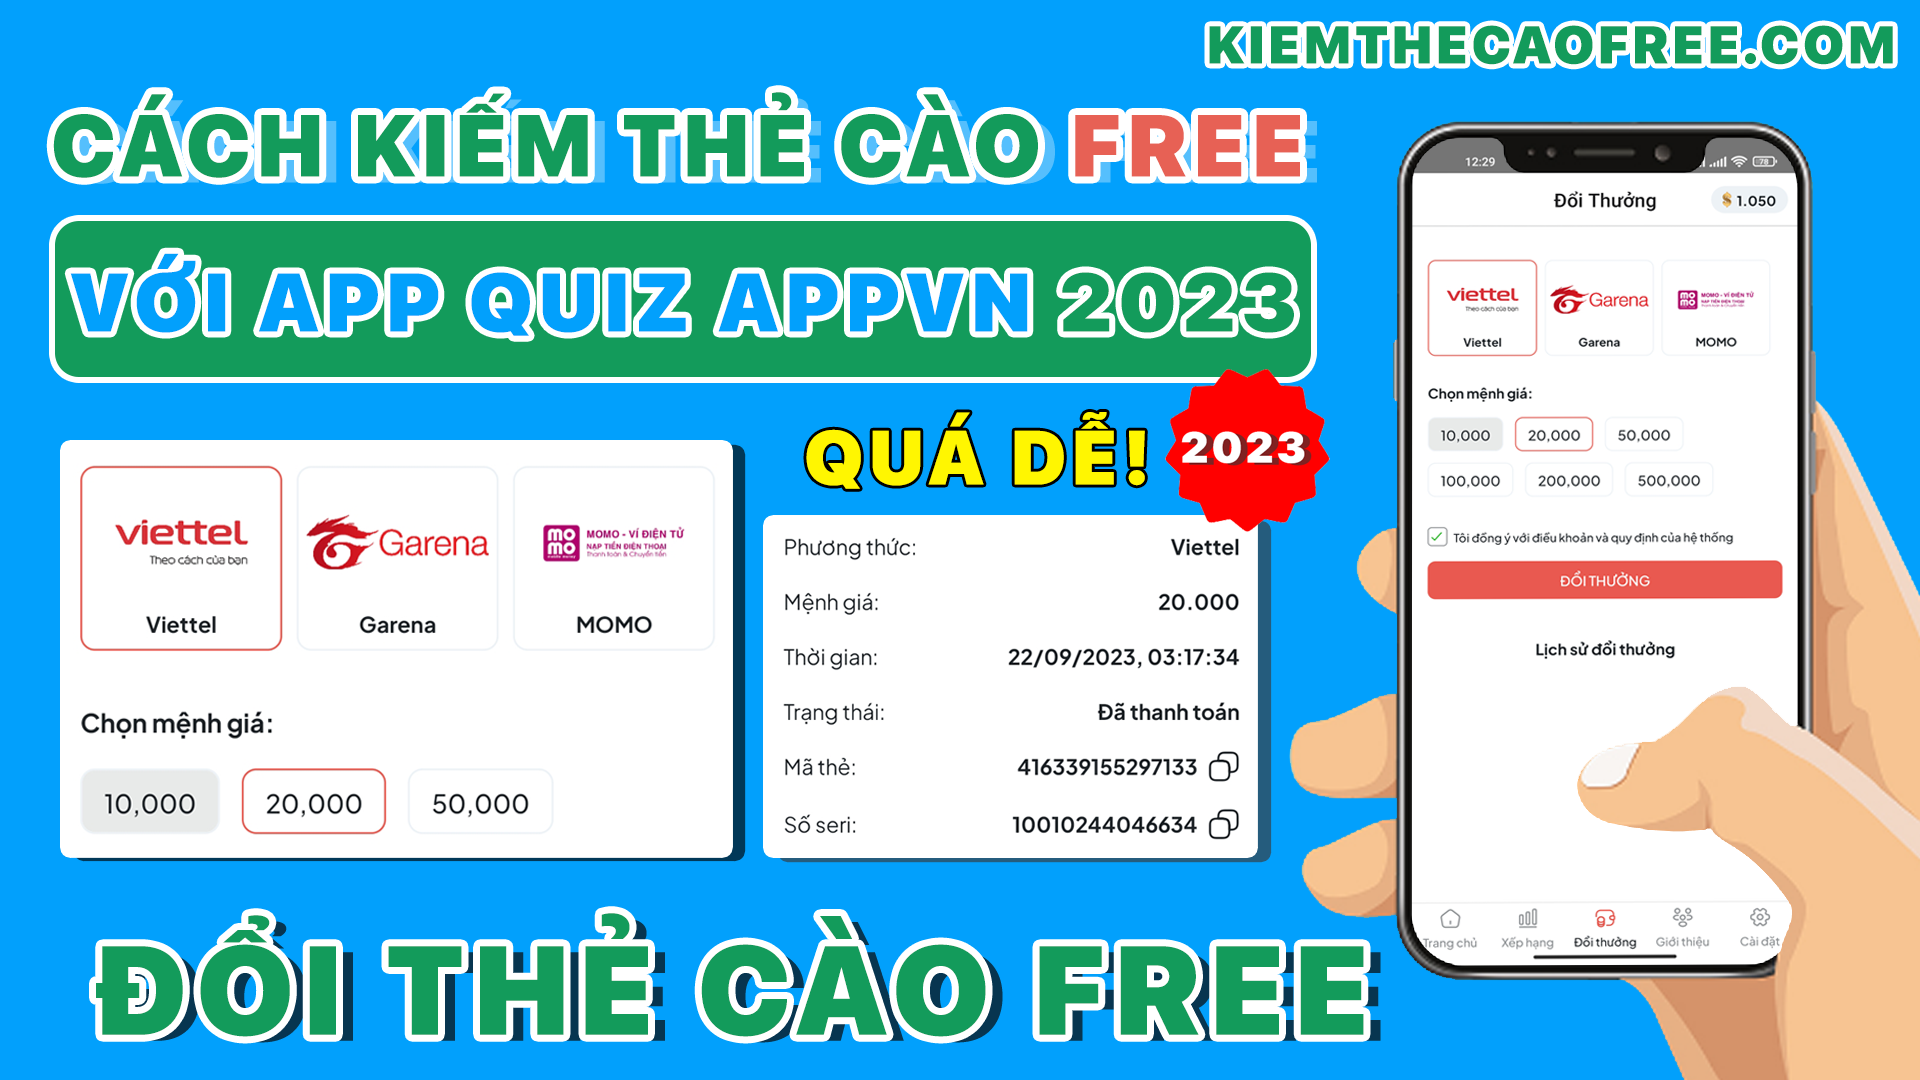 KIEMTHECAOFREE.COM
CÁCH KIẾM THẺ CÀO FREE
VỚI APP QUIZ APPVN 2023
QUÁ DỄ!
2023
viettel
Theo cách của bạn
Viettel
Garena
Garena
MOMO
MOMO - VÍ ĐIỆN TỬ
NẠP TIỀN ĐIỆN THOẠI
Thanh toán & Chuyển tiền
MOMO
Chọn mệnh giá:
10,000 20,000 50,000
Phương thức: Viettel
Mệnh giá: 20.000
Thời gian: 22/09/2023, 03:17:34
Trạng thái: Đã thanh toán
Mã thẻ: 416339155297133
Số seri: 10010244046634
ĐỔI THẺ CÀO FREE
12:29 78
Đổi Thưởng $ 1.050
viettel
Theo cách của bạn
Viettel
Garena
Garena
MOMO
MOMO - VÍ ĐIỆN TỬ
NẠP TIỀN ĐIỆN THOẠI
MOMO
Chọn mệnh giá:
10,000 20,000 50,000
100,000 200,000 500,000
Tôi đồng ý với điều khoản và quy định của hệ thống
ĐỔI THƯỞNG
Lịch sử đổi thưởng
Trang chủ Xếp hạng Đổi thưởng Giới thiệu Cài đặt